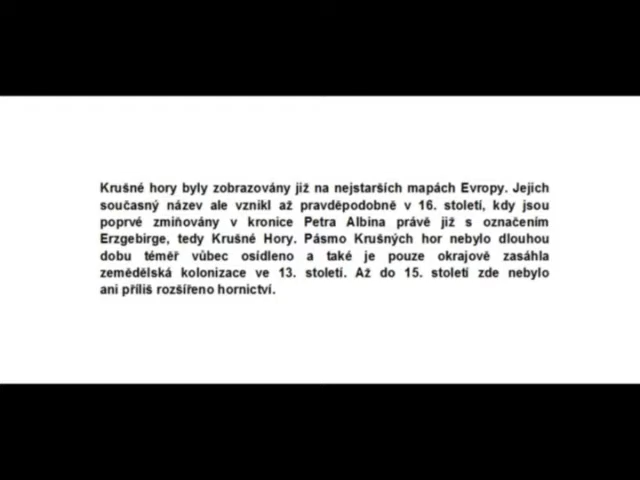 Krušné hory byly zobrazovány již na nejstarších mapách Evropy. Jejich
současný název ale vznikl až pravděpodobně v 16. století, kdy jsou
poprvé zmiňovány v kronice Petra Albina právě již s označením
Erzgebirge, tedy Krušné Hory. Pásmo Krušných hor nebylo dlouhou
dobu téměř vůbec osídleno a také je pouze okrajově zasáhla
zemědělská kolonizace ve 13. století. Až do 15. století zde nebylo
ani příliš rozšířeno hornictví.